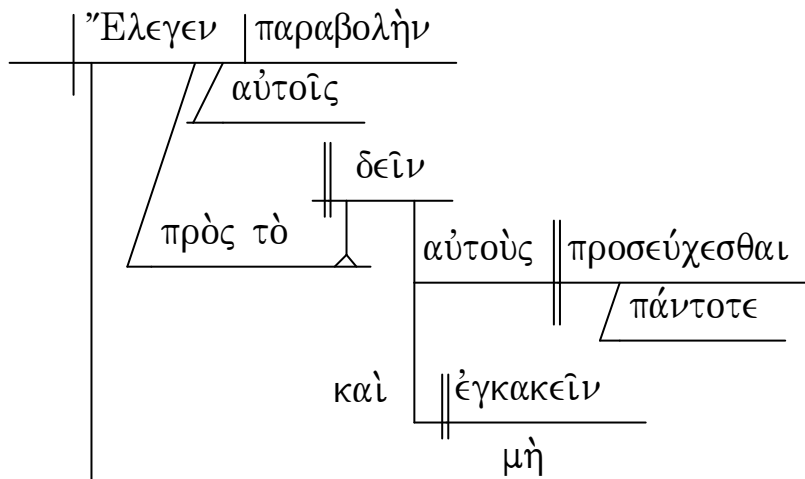 Ἔλεγεν παραβολὴν
αὐτοῖς
δεῖν
πρὸς τὸ
αὐτοὺς προσεύχεσθαι
πάντοτε
καὶ ἐγκακεῖν
μὴ